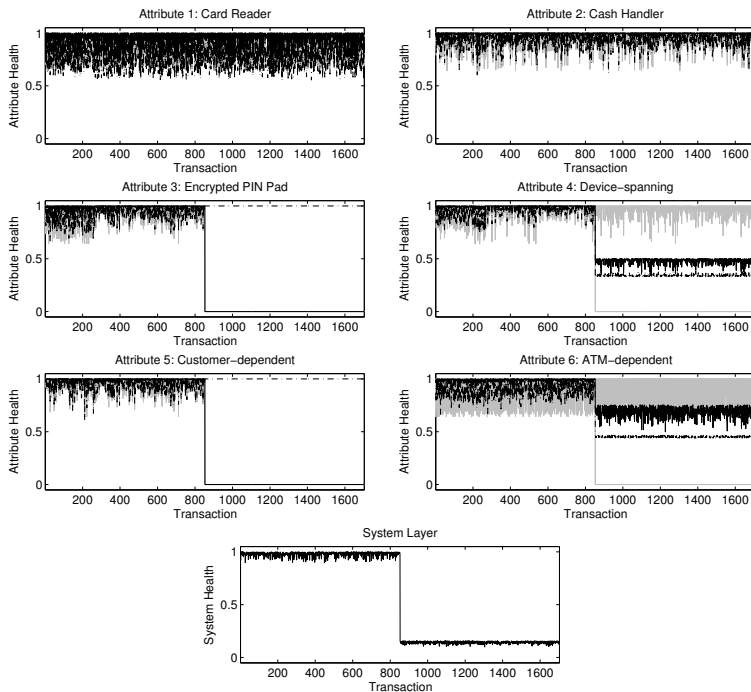 Attribute 1: Card Reader
Attribute Health
1
0.5
0
200 400 600 800 1000 1200 1400 1600
Transaction
Attribute 2: Cash Handler
Attribute Health
1
0.5
0
200 400 600 800 1000 1200 1400 1600
Transaction
Attribute 3: Encrypted PIN Pad
Attribute Health
1
0.5
0
200 400 600 800 1000 1200 1400 1600
Transaction
Attribute 4: Device-spanning
Attribute Health
1
0.5
0
200 400 600 800 1000 1200 1400 1600
Transaction
Attribute 5: Customer-dependent
Attribute Health
1
0.5
0
200 400 600 800 1000 1200 1400 1600
Transaction
Attribute 6: ATM-dependent
Attribute Health
1
0.5
0
200 400 600 800 1000 1200 1400 1600
Transaction
System Layer
System Health
1
0.5
0
200 400 600 800 1000 1200 1400 1600
Transaction